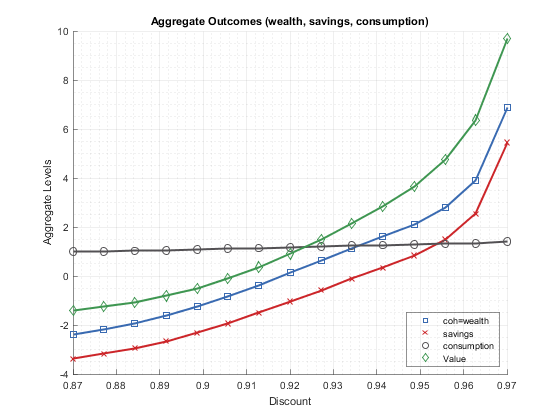 Aggregate Outcomes (wealth, savings, consumption)
10
8
6
4
2
0
-2
-4
Aggregate Levels
0.87 0.88 0.89 0.9 0.91 0.92 0.93 0.94 0.95 0.96 0.97
Discount
coh=wealth
savings
consumption
Value